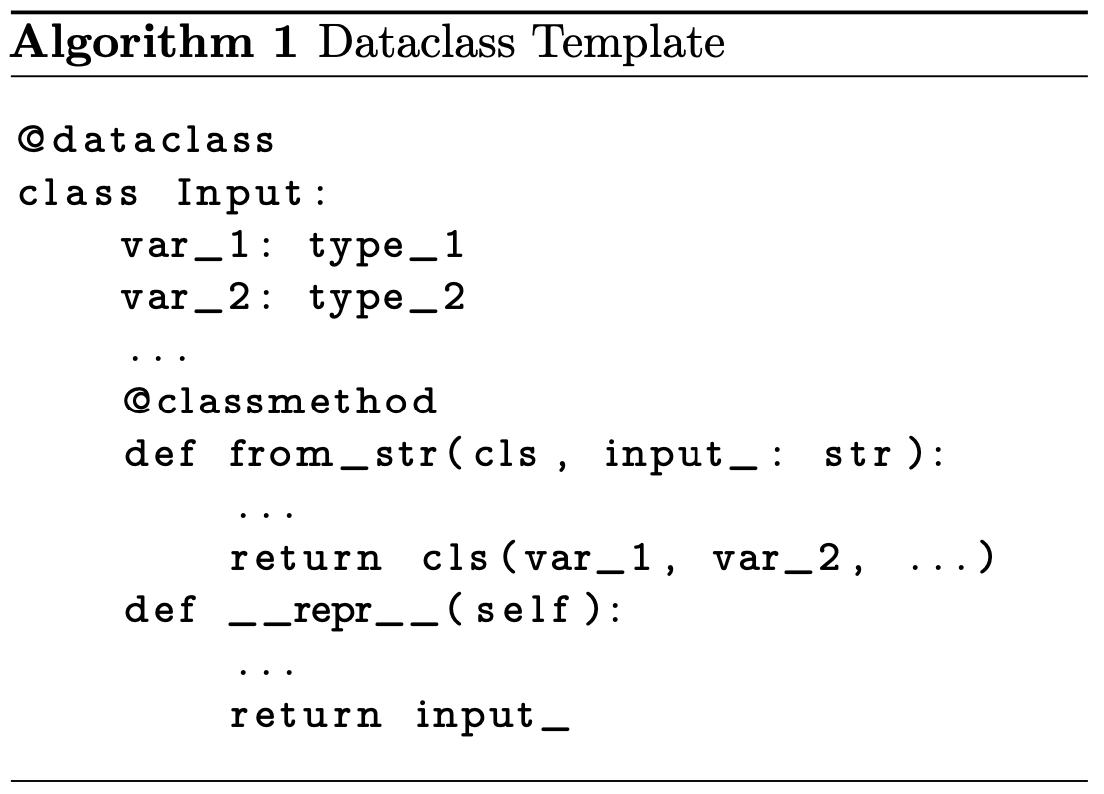 Algorithm 1 Dataclass Template
@dataclass
class Input:
    var_1: type_1
    var_2: type_2
    ...
    @classmethod
    def from_str(cls, input_: str):
        ...
        return cls(var_1, var_2, ...)
    def __repr__(self):
        ...
        return input_